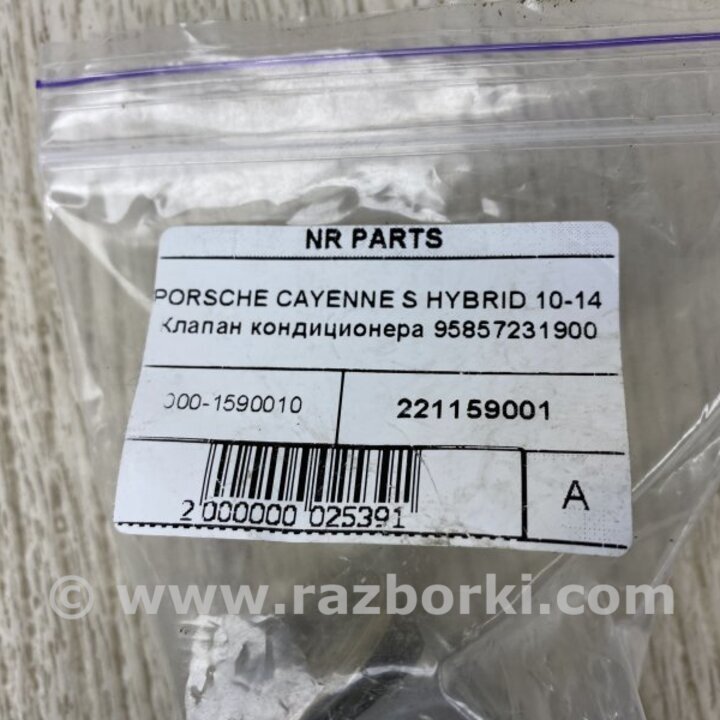 NR PARTS
PORSCHE CAYENNE S HYBRID 10-14
Клапан кондиционера 95857231900
000-1590010
221159001
2 000000 025391
A
© www.razborki.com